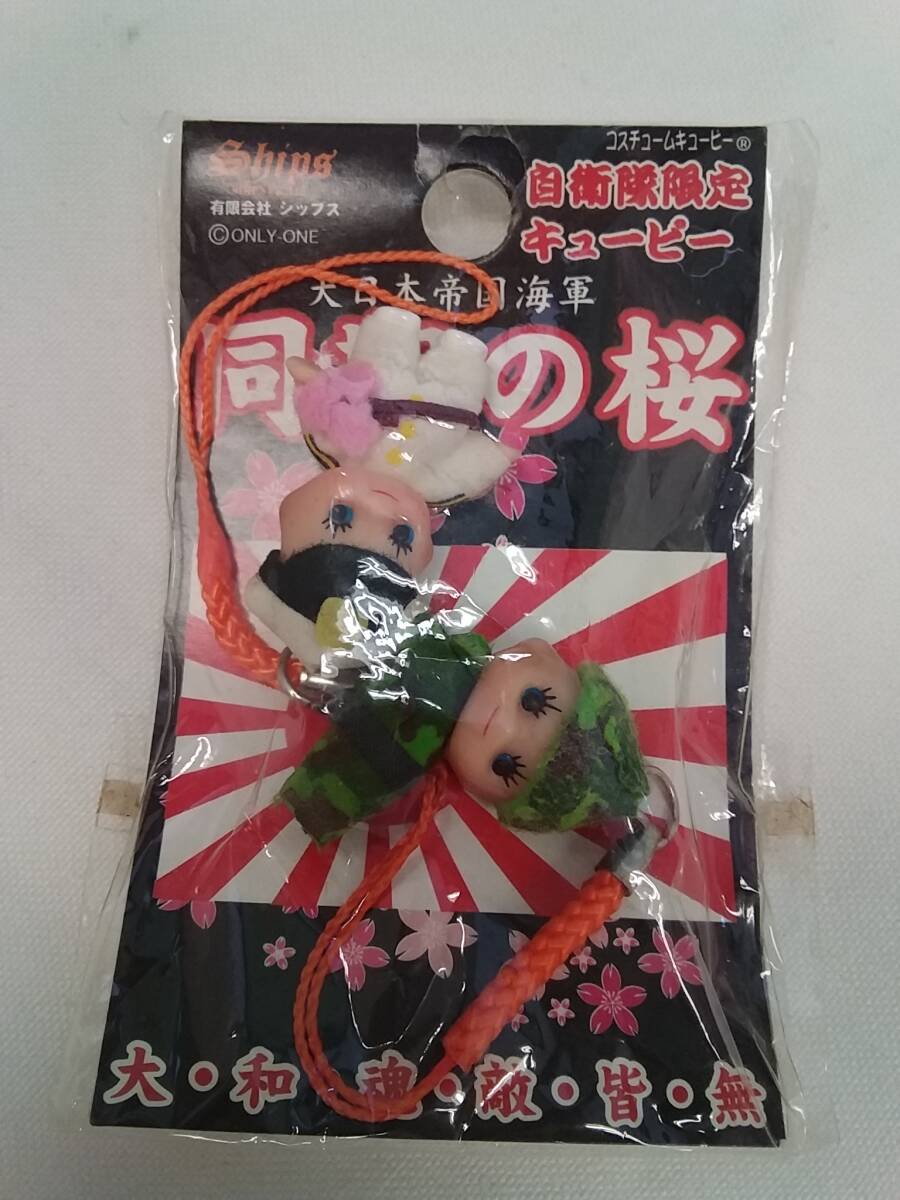 Ships
有限会社 シップス
©ONLY-ONE
コスチュームキューピー®
自衛隊限定
キューピー
大日本帝国海軍
同 の桜
大・和 魂・敵・皆・無